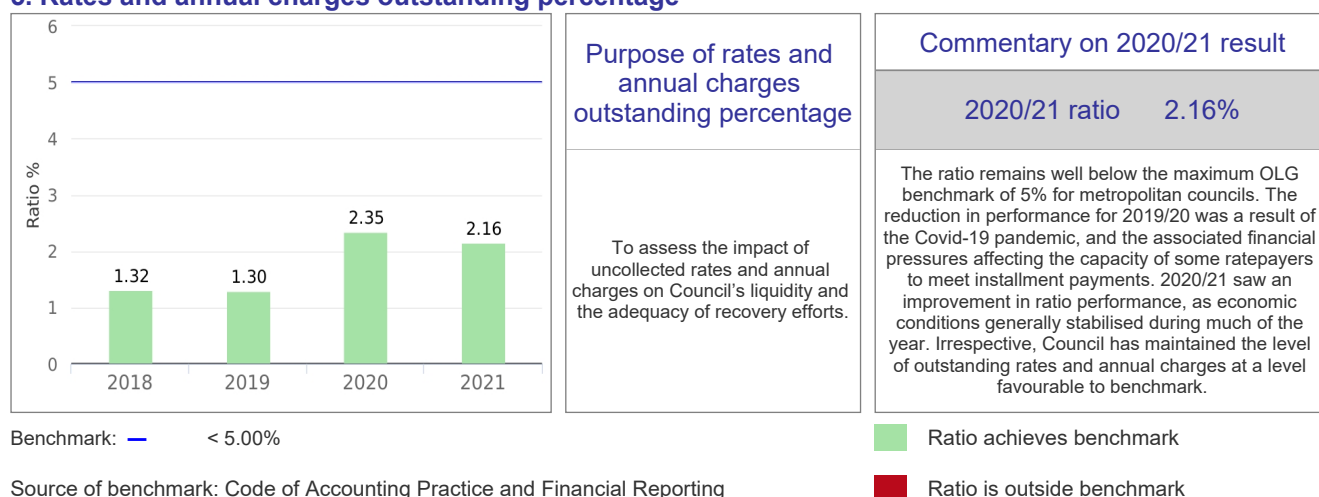 6. Rates and annual charges outstanding percentage
6
5
4
3
2
1
0
Ratio %
1.32
1.30
2.35
2.16
2018
2019
2020
2021
Purpose of rates and
annual charges
outstanding percentage
To assess the impact of
uncollected rates and annual
charges on Council's liquidity and
the adequacy of recovery efforts.
Commentary on 2020/21 result
2020/21 ratio 2.16%
The ratio remains well below the maximum OLG
benchmark of 5% for metropolitan councils. The
reduction in performance for 2019/20 was a result of
the Covid-19 pandemic, and the associated financial
pressures affecting the capacity of some ratepayers
to meet installment payments. 2020/21 saw an
improvement in ratio performance, as economic
conditions generally stabilised during much of the
year. Irrespective, Council has maintained the level
of outstanding rates and annual charges at a level
favourable to benchmark.
Benchmark: < 5.00%
Ratio achieves benchmark
Source of benchmark: Code of Accounting Practice and Financial Reporting
Ratio is outside benchmark